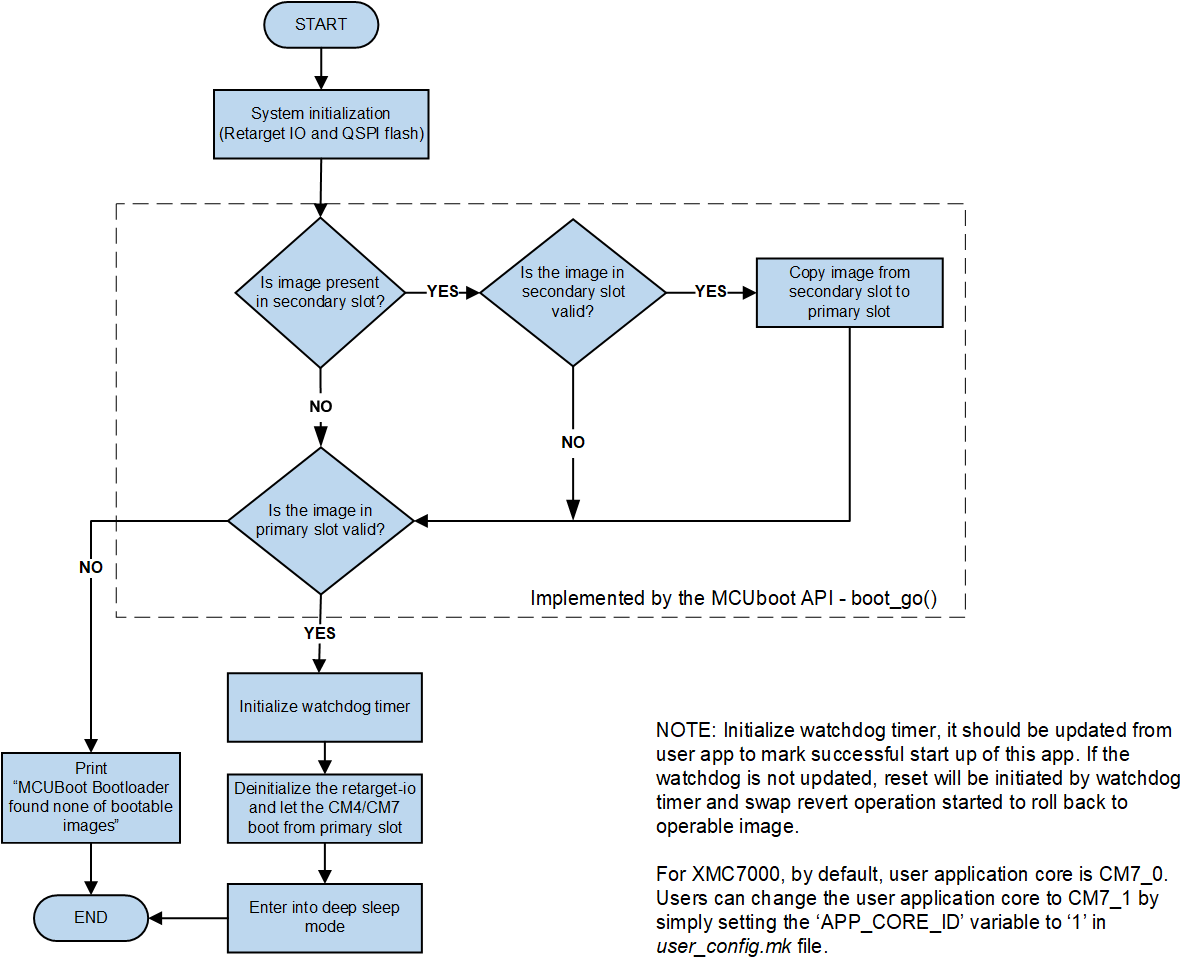 START
System initialization
(Retarget IO and QSPI flash)
Is image present
in secondary slot?
YES
Is the image in
secondary slot
valid?
YES
Copy image from
secondary slot to
primary slot
NO
NO
Is the image in
primary slot valid?
NO
Implemented by the MCUboot API - boot_go()
YES
Initialize watchdog timer
Print
“MCUBoot Bootloader
found none of bootable
images”
Deinitialize the retarget-io
and let the CM4/CM7
boot from primary slot
END
Enter into deep sleep
mode
NOTE: Initialize watchdog timer, it should be updated from
user app to mark successful start up of this app. If the
watchdog is not updated, reset will be initiated by watchdog
timer and swap revert operation started to roll back to
operable image.
For XMC7000, by default, user application core is CM7_0.
Users can change the user application core to CM7_1 by
simply setting the ‘APP_CORE_ID’ variable to ‘1’ in
user_config.mk file.